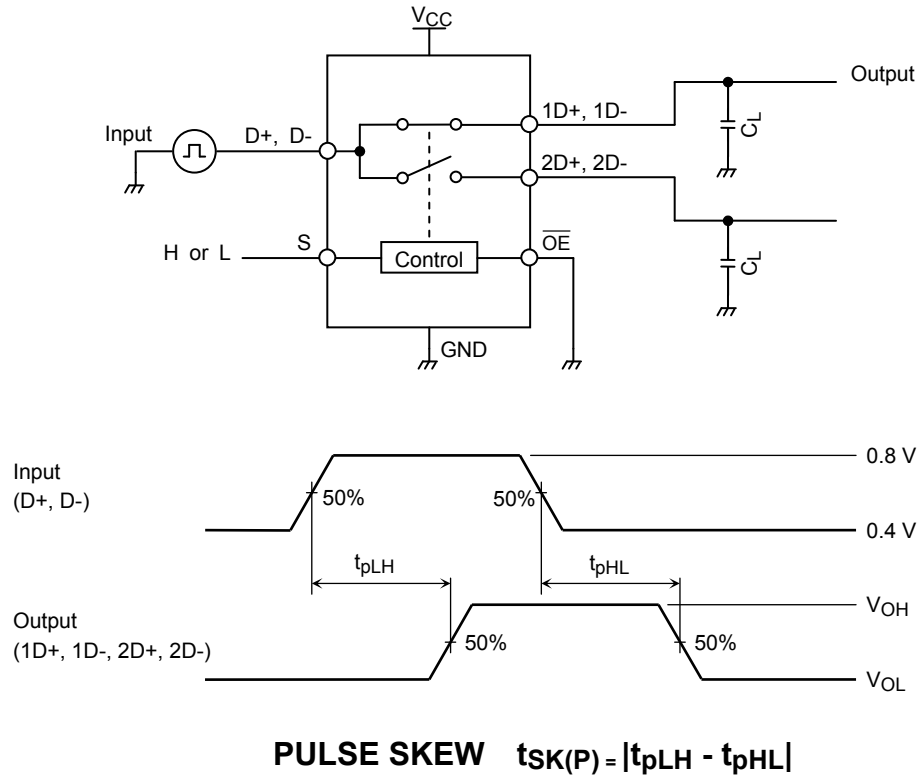 VCC
Output
1D+, 1D-
CL
Input
D+, D-
2D+, 2D-
H or L
S
Control
OE
CL
GND
Input
(D+, D-)
50%
50%
0.8 V
0.4 V
tpLH
tpHL
Output
(1D+, 1D-, 2D+, 2D-)
50%
50%
VOH
VOL
PULSE SKEW tSK(P) = |tpLH - tpHL|